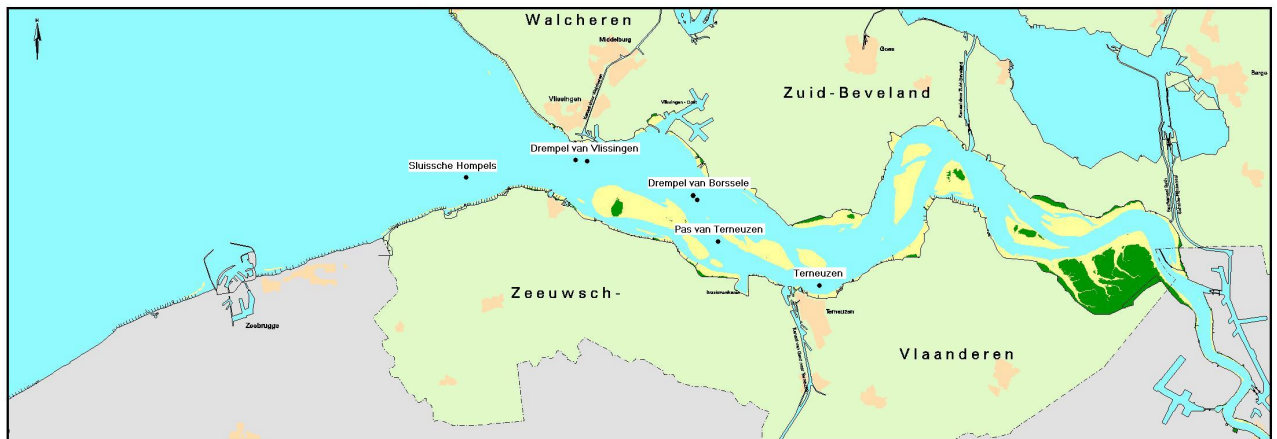 N
Walcheren
Middelburg
Goes
Vlissingen
Vlissingen - Oost
Zuid-Beveland
Drempel van Vlissingen
Sluissche Hompels
Drempel van Borssele
Pas van Terneuzen
Terneuzen
Zeeuwsch-
Terneuzen
Zeebrugge
Vlaanderen